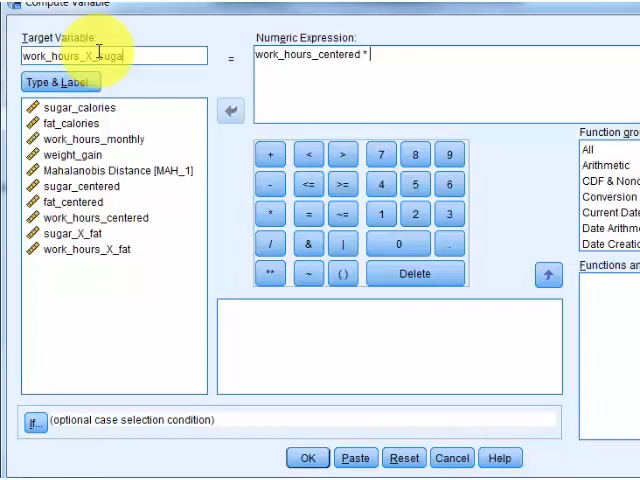 Compute Variable
Target Variable:
Numeric Expression:
work_hours_X_suga
=
work_hours_centered *
Type & Label...
sugar_calories
fat_calories
work_hours_monthly
weight_gain
Mahalanobis Distance [MAH_1]
sugar_centered
fat_centered
work_hours_centered
sugar_X_fat
work_hours_X_fat
+ < > 7 8 9
- <= >= 4 5 6
* = ~= 1 2 3
/ & | 0 .
** ~ ( ) Delete
Function grou
All
Arithmetic
CDF & Nonc
Conversion
Current Date
Date Arithme
Date Creatio
Functions an
If... (optional case selection condition)
OK Paste Reset Cancel Help